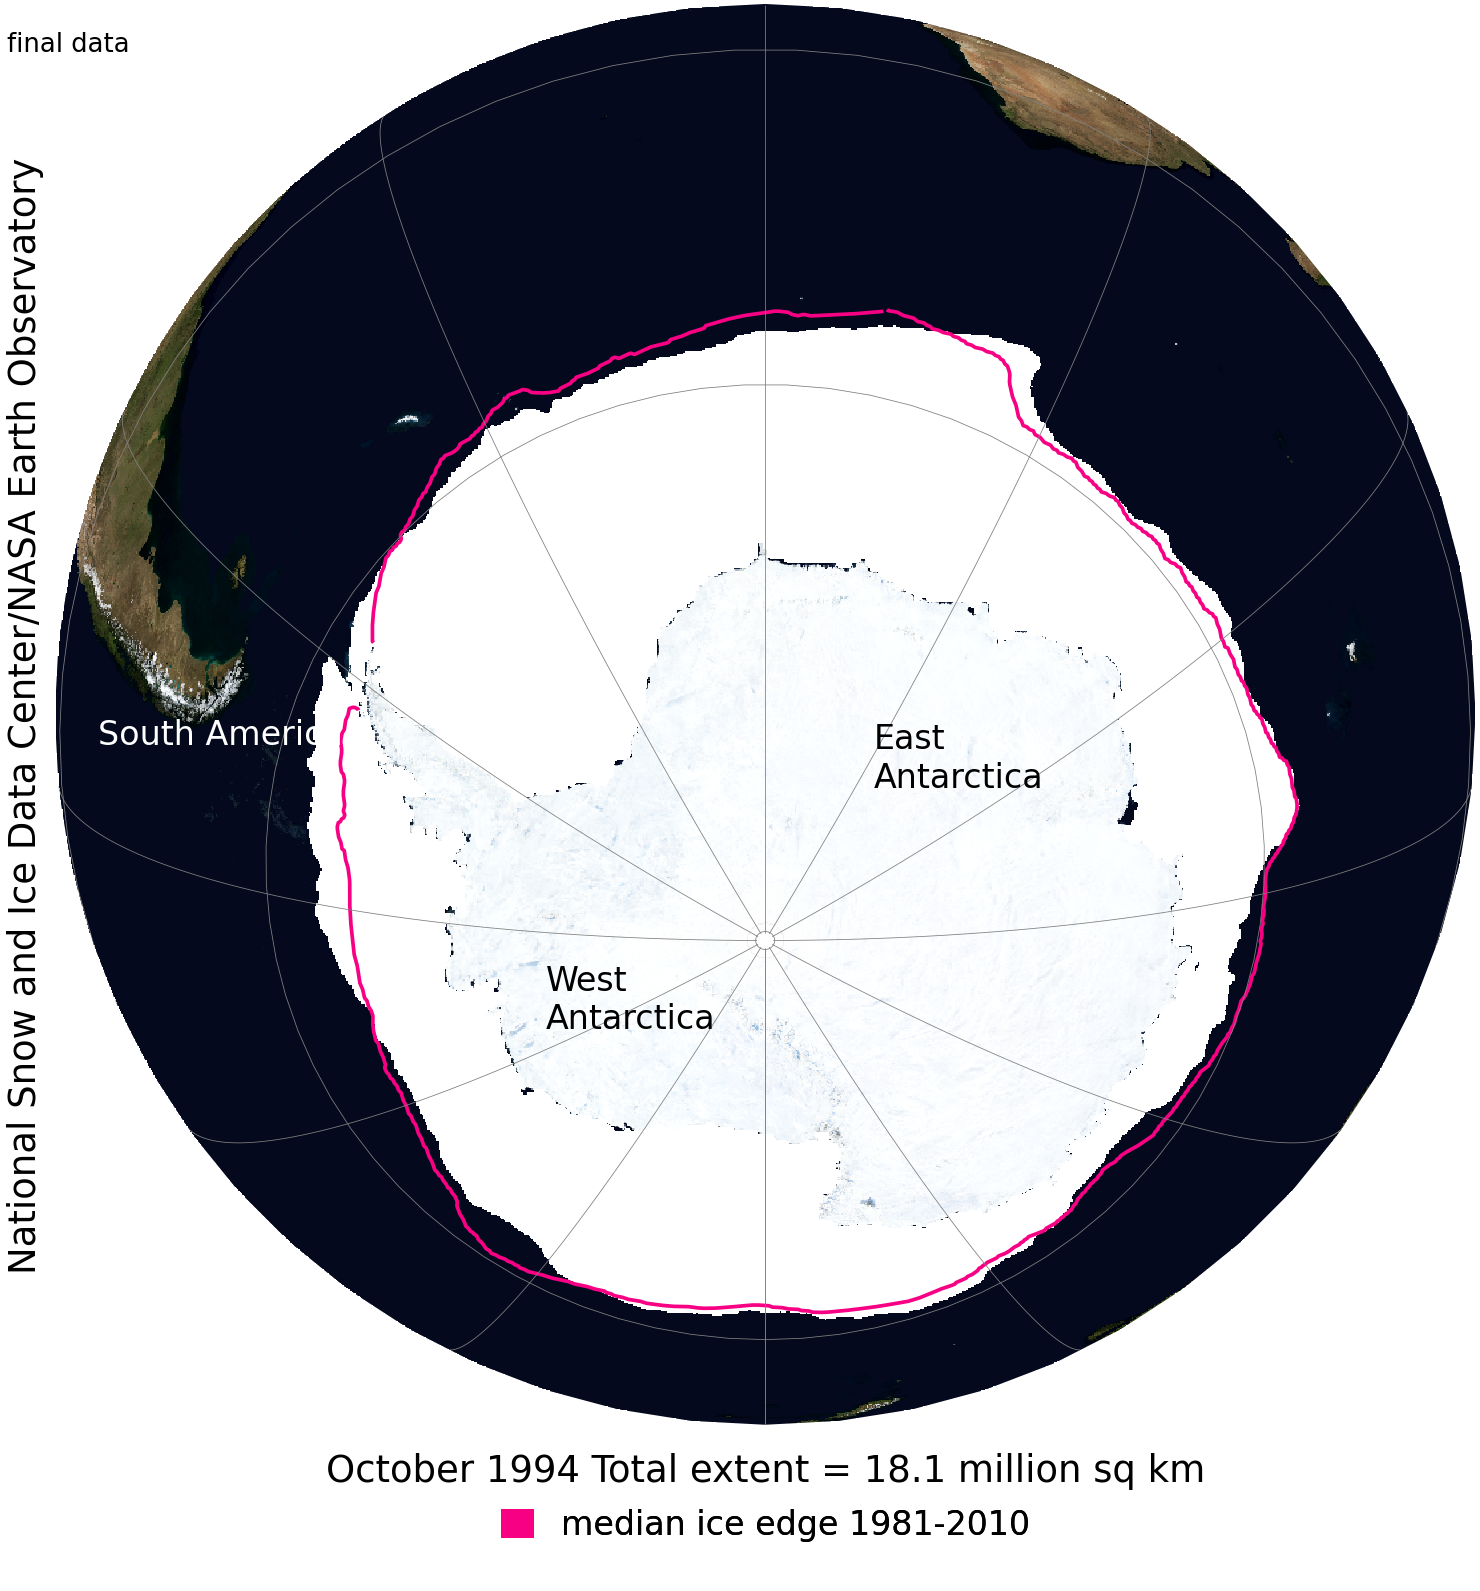 final data
National Snow and Ice Data Center/NASA Earth Observatory
South Americ
East
Antarctica
West
Antarctica
October 1994 Total extent = 18.1 million sq km
median ice edge 1981-2010